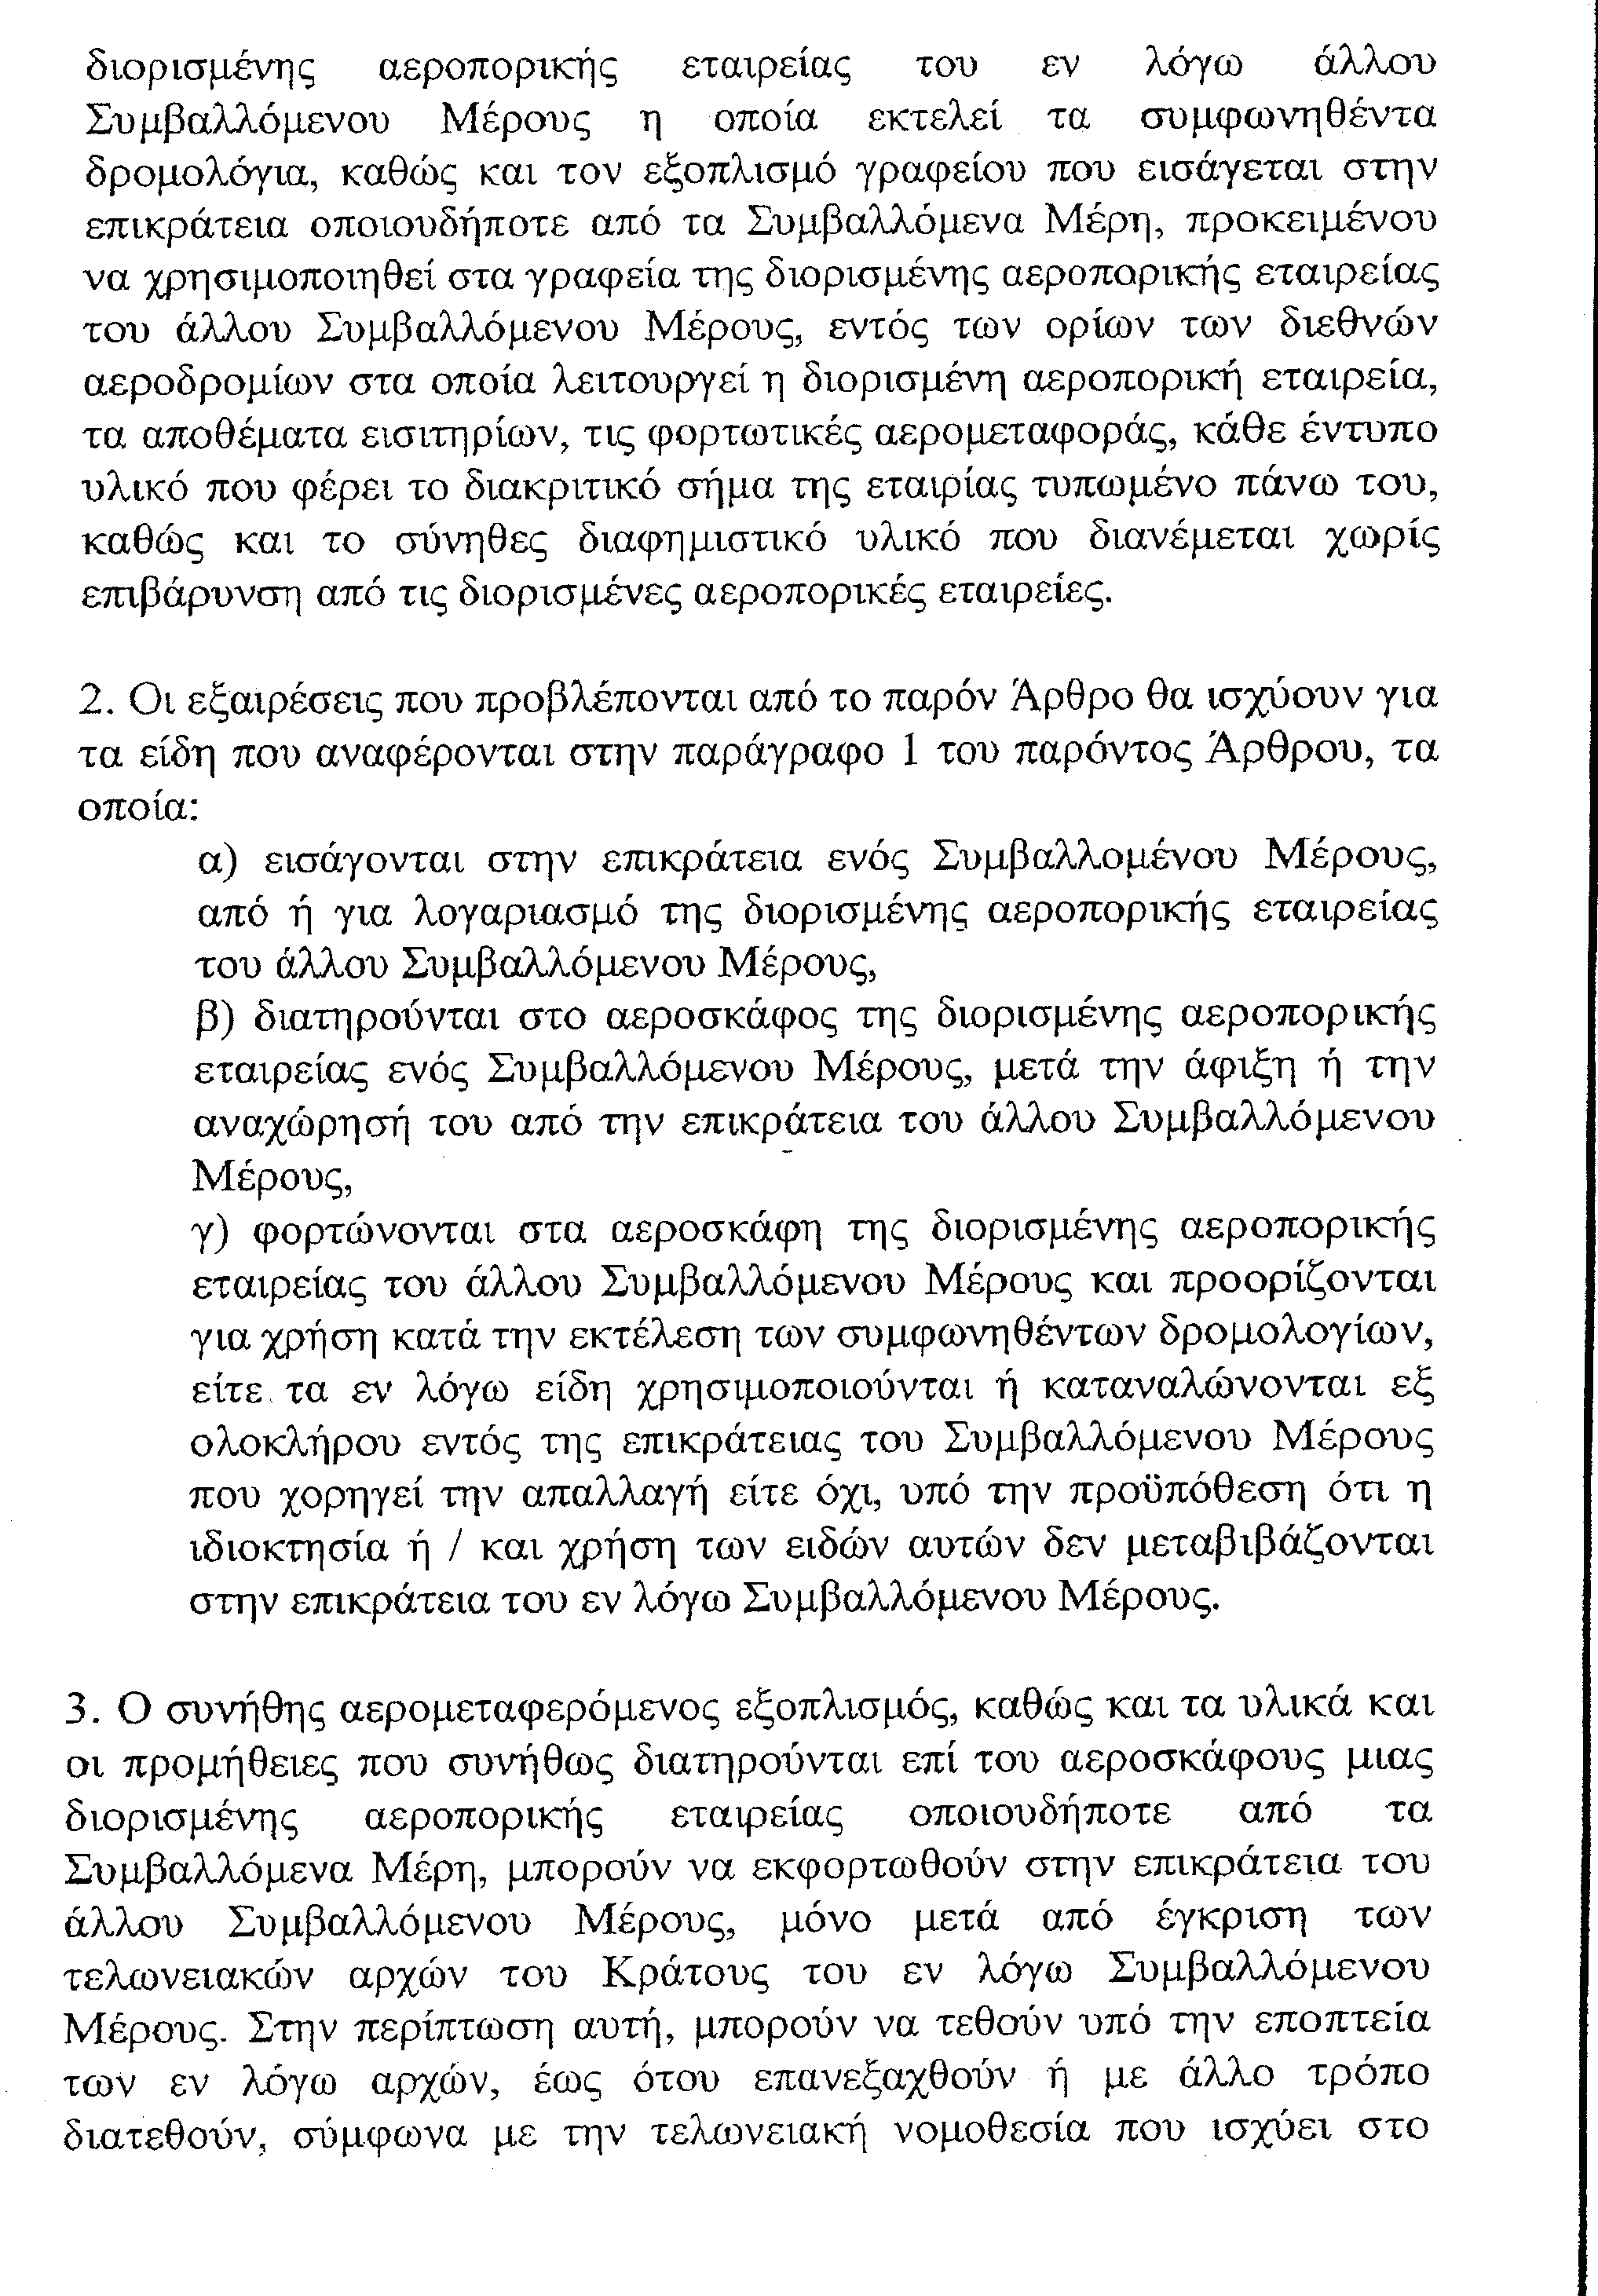 διορισμένης αεροπορικής εταιρείας του εν λόγω άλλου
Συμβαλλόμενου Μέρους η οποία εκτελεί τα συμφωνηθέντα
δρομολόγια, καθώς και τον εξοπλισμό γραφείου που εισάγεται στην
επικράτεια οποιουδήποτε από τα Συμβαλλόμενα Μέρη, προκειμένου
να χρησιμοποιηθεί στα γραφεία της διορισμένης αεροπορικής εταιρείας
του άλλου Συμβαλλόμενου Μέρους, εντός των ορίων των διεθνών
αεροδρομίων στα οποία λειτουργεί η διορισμένη αεροπορική εταιρεία,
τα αποθέματα εισιτηρίων, τις φορτωτικές αερομεταφοράς, κάθε έντυπο
υλικό που φέρει το διακριτικό σήμα της εταιρίας τυπωμένο πάνω του,
καθώς και το σύνηθες διαφημιστικό υλικό που διανέμεται χωρίς
επιβάρυνση από τις διορισμένες αεροπορικές εταιρείες.
2. Οι εξαιρέσεις που προβλέπονται από το παρόν Άρθρο θα ισχύουν για
τα είδη που αναφέρονται στην παράγραφο 1 του παρόντος Άρθρου, τα
οποία:
α) εισάγονται στην επικράτεια ενός Συμβαλλομένου Μέρους,
από ή για λογαριασμό της διορισμένης αεροπορικής εταιρείας
του άλλου Συμβαλλόμενου Μέρους,
β) διατηρούνται στο αεροσκάφος της διορισμένης αεροπορικής
εταιρείας ενός Συμβαλλόμενου Μέρους, μετά την άφιξη ή την
αναχώρησή του από την επικράτεια του άλλου Συμβαλλόμενου
Μέρους,
γ) φορτώνονται στα αεροσκάφη της διορισμένης αεροπορικής
εταιρείας του άλλου Συμβαλλόμενου Μέρους και προορίζονται
για χρήση κατά την εκτέλεση των συμφωνηθέντων δρομολογίων,
είτε τα εν λόγω είδη χρησιμοποιούνται ή καταναλώνονται εξ
ολοκλήρου εντός της επικράτειας του Συμβαλλόμενου Μέρους
που χορηγεί την απαλλαγή είτε όχι, υπό την προϋπόθεση ότι η
ιδιοκτησία ή / και χρήση των ειδών αυτών δεν μεταβιβάζονται
στην επικράτεια του εν λόγω Συμβαλλόμενου Μέρους.
3. Ο συνήθης αερομεταφερόμενος εξοπλισμός, καθώς και τα υλικά και
οι προμήθειες που συνήθως διατηρούνται επί του αεροσκάφους μιας
διορισμένης αεροπορικής εταιρείας οποιουδήποτε από τα
Συμβαλλόμενα Μέρη, μπορούν να εκφορτωθούν στην επικράτεια του
άλλου Συμβαλλόμενου Μέρους, μόνο μετά από έγκριση των
τελωνειακών αρχών του Κράτους του εν λόγω Συμβαλλόμενου
Μέρους. Στην περίπτωση αυτή, μπορούν να τεθούν υπό την εποπτεία
των εν λόγω αρχών, έως ότου επανεξαχθούν ή με άλλο τρόπο
διατεθούν, σύμφωνα με την τελωνειακή νομοθεσία που ισχύει στο